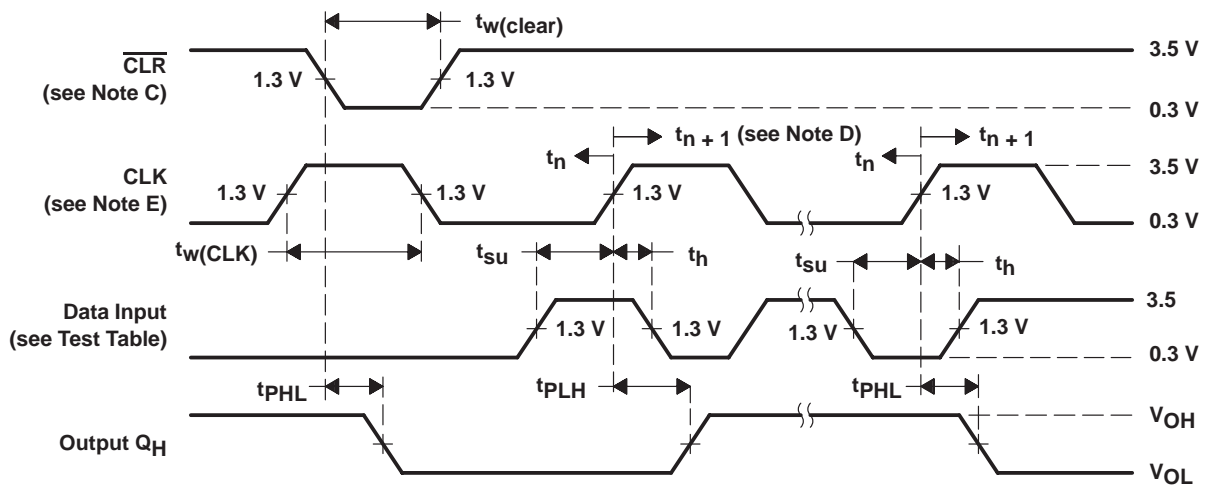 tw(clear)
CLR
(see Note C)
1.3 V
1.3 V
3.5 V
0.3 V
tn
tn + 1 (see Note D)
tn
tn + 1
CLK
(see Note E)
1.3 V
1.3 V
1.3 V
1.3 V
3.5 V
0.3 V
tw(CLK)
tsu
th
tsu
th
Data Input
(see Test Table)
1.3 V
1.3 V
1.3 V
1.3 V
3.5
0.3 V
tPHL
tPLH
tPHL
Output QH
VOH
VOL